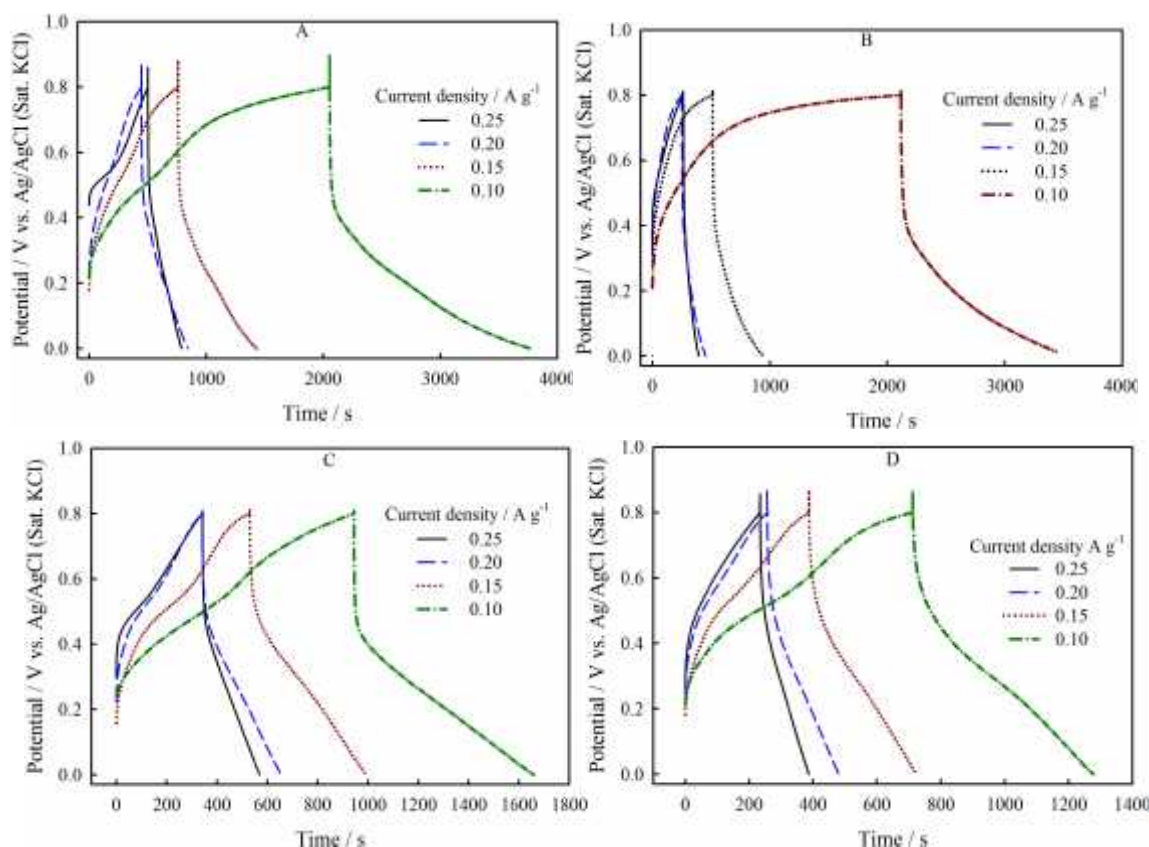 A
Potential / V vs. Ag/AgCl (Sat. KCl)
1.0
0.8
0.6
0.4
0.2
0.0
Current density / A g-1
0.25
0.20
0.15
0.10
0 1000 2000 3000 4000
Time / s
B
Potential / V vs. Ag/AgCl (Sat. KCl)
1.0
0.8
0.6
0.4
0.2
0.0
Current density / A g-1
0.25
0.20
0.15
0.10
0 1000 2000 3000 4000
Time / s
C
Potential / V vs. Ag/AgCl (Sat. KCl)
1.0
0.8
0.6
0.4
0.2
0.0
Current density / A g-1
0.25
0.20
0.15
0.10
0 200 400 600 800 1000 1200 1400 1600 1800
Time / s
D
Potential / V vs. Ag/AgCl (Sat. KCl)
1.0
0.8
0.6
0.4
0.2
0.0
Current density A g-1
0.25
0.20
0.15
0.10
0 200 400 600 800 1000 1200 1400
Time / s